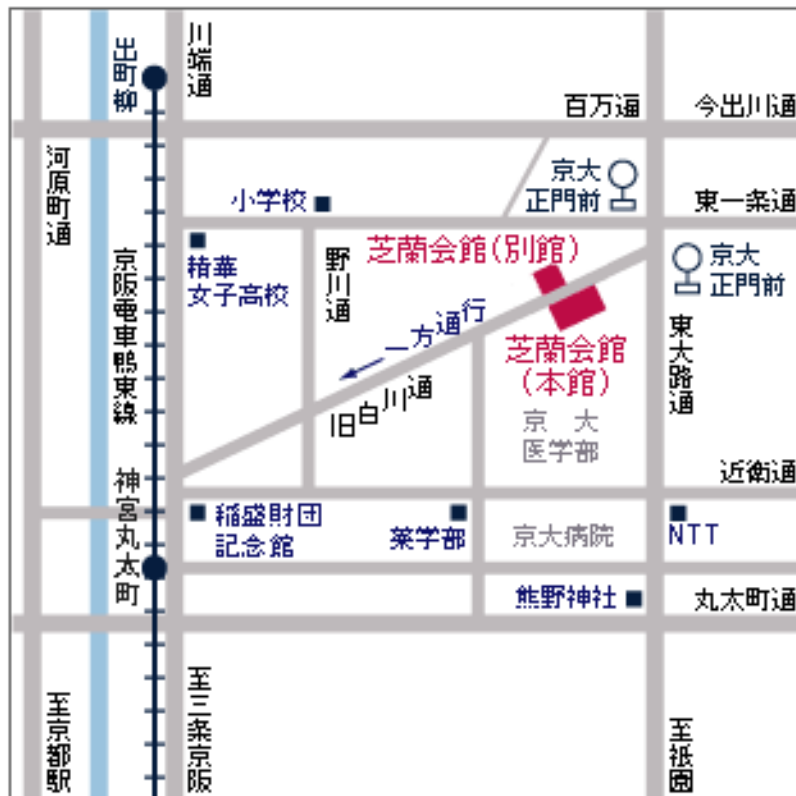 出町柳
川端通
百万遍
今出川通
河原町通
小学校
京大
正門前
東一条通
精華
女子高校
野川通
芝蘭会館(別館)
京大
正門前
京阪電車鴨東線
一方通行
東大路通
芝蘭会館
(本館)
旧白川通
京大
医学部
近衛通
神宮丸太町
稲盛財団
記念館
薬学部
京大病院
NTT
熊野神社
丸太町通
至京都駅
至三条京阪
至祇園